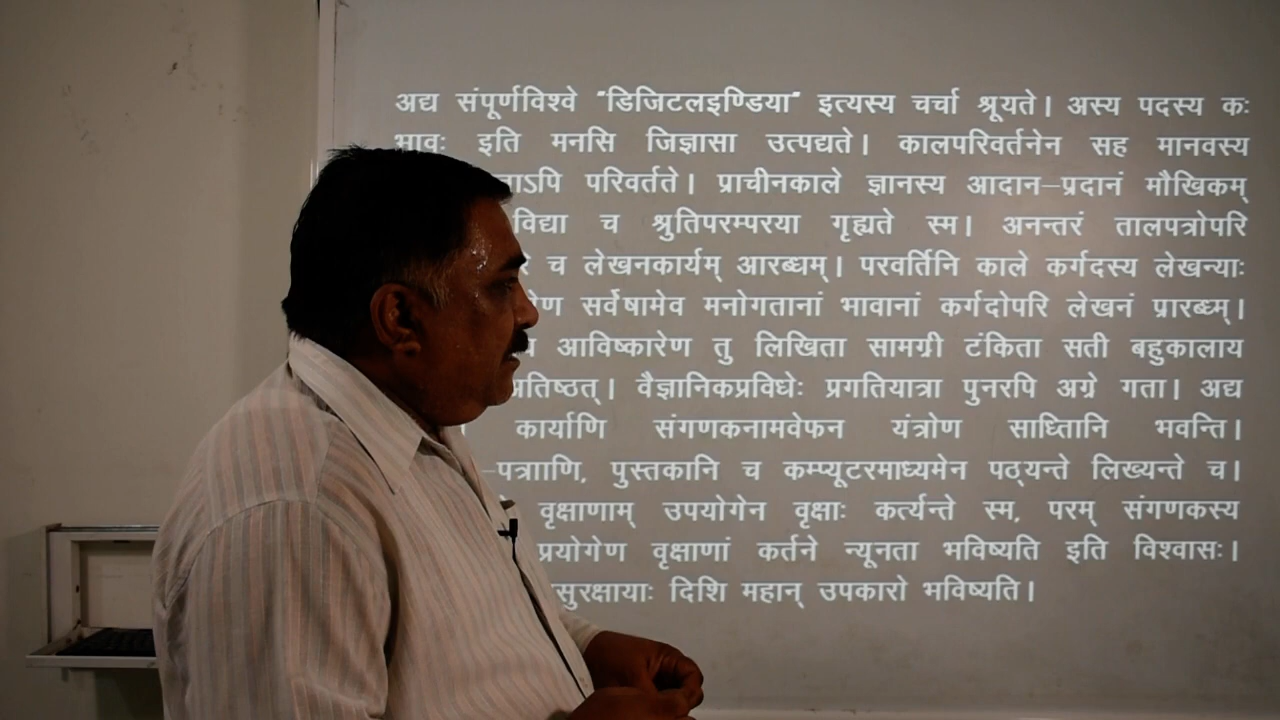 अद्य संपूर्णविश्वे "डिजिटलइण्डिया" इत्यस्य चर्चा श्रूयते। अस्य पदस्य कः
भावः इति मनसि जिज्ञासा उत्पद्यते। कालपरिवर्तनेन सह मानवस्य
परिवर्तते। प्राचीनकाले ज्ञानस्य आदान–प्रदानं मौखिकम्
विद्या च श्रुतिपरम्परया गृह्यते स्म। अनन्तरं तालपत्रोपरि
च लेखनकार्यम् आरब्धम्। परवर्तिनि काले कर्गदस्य लेखन्याः
सर्वेषामेव मनोगतानां भावानां कर्गदोपरि लेखनं प्रारब्ध्म्।
आविष्कारेण तु लिखिता सामग्री टंकिता सती बहुकालाय
वैज्ञानिकप्रविधेः प्रगतियात्रा पुनरपि अग्रे गता। अद्य
कार्याणि संगणकनामवेफन यंत्रोण साध्तिानि भवन्ति।
–पत्रााणि, पुस्तकानि च कम्प्यूटरमाध्यमेन पठ्यन्ते लिख्यन्ते च।
वृक्षाणाम् उपयोगेन वृक्षाः कर्त्यन्ते स्म, परम् संगणकस्य
प्रयोगेण वृक्षाणां कर्तने न्यूनता भविष्यति इति विश्वासः।
सुरक्षायाः दिशि महान् उपकारो भविष्यति।